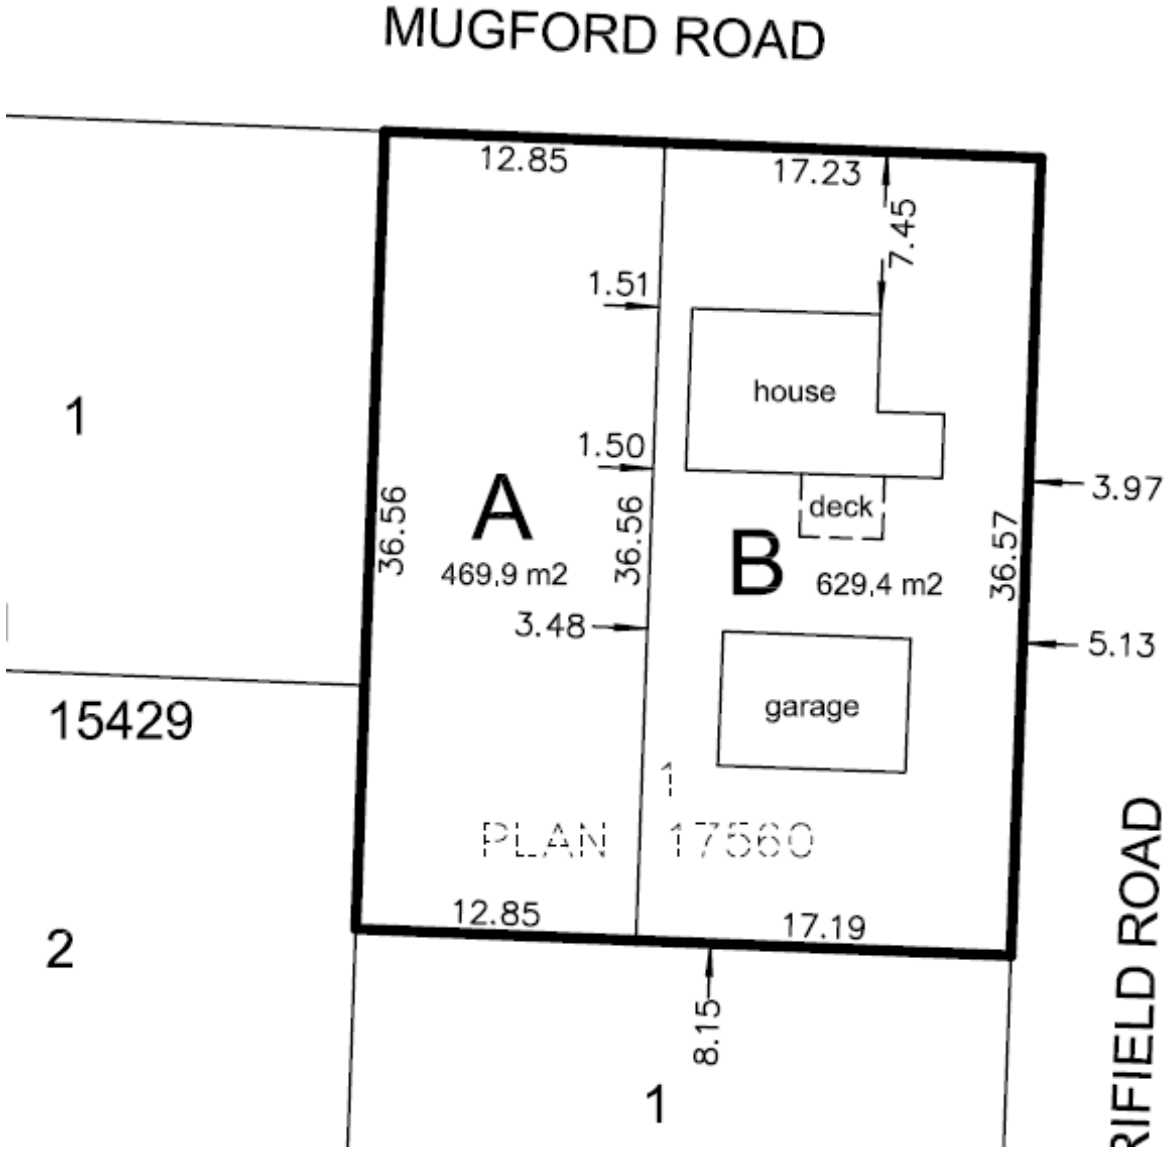 MUGFORD ROAD
12.85
17.23
7.45
1.51
house
1
1.50
3.97
deck
A
36.56
36.56
B
36.57
469,9 m2
629,4 m2
3.48
5.13
15429
garage
1
PLAN 17560
12.85
17.19
2
8.15
RIFIELD ROAD
1